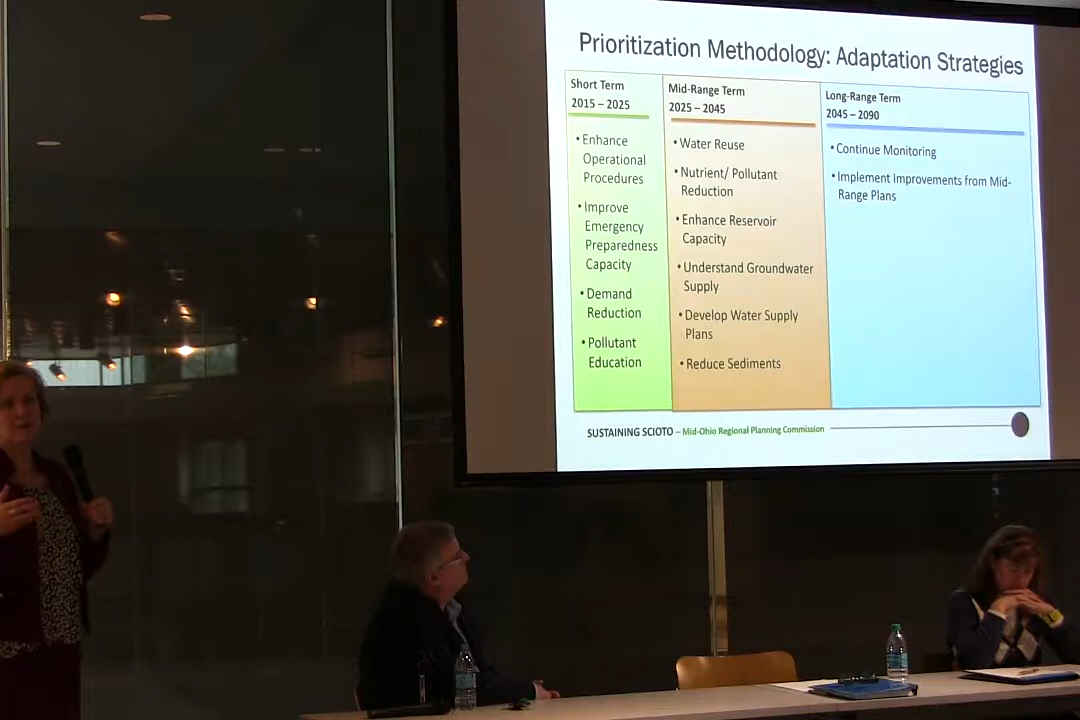 Prioritization Methodology: Adaptation Strategies
Short Term
2015 – 2025
• Enhance
Operational
Procedures
• Improve
Emergency
Preparedness
Capacity
• Demand
Reduction
• Pollutant
Education
Mid-Range Term
2025 – 2045
• Water Reuse
• Nutrient/ Pollutant
Reduction
• Enhance Reservoir
Capacity
• Understand Groundwater
Supply
• Develop Water Supply
Plans
• Reduce Sediments
Long-Range Term
2045 – 2090
• Continue Monitoring
• Implement Improvements from Mid-
Range Plans
SUSTAINING SCIOTO – Mid-Ohio Regional Planning Commission